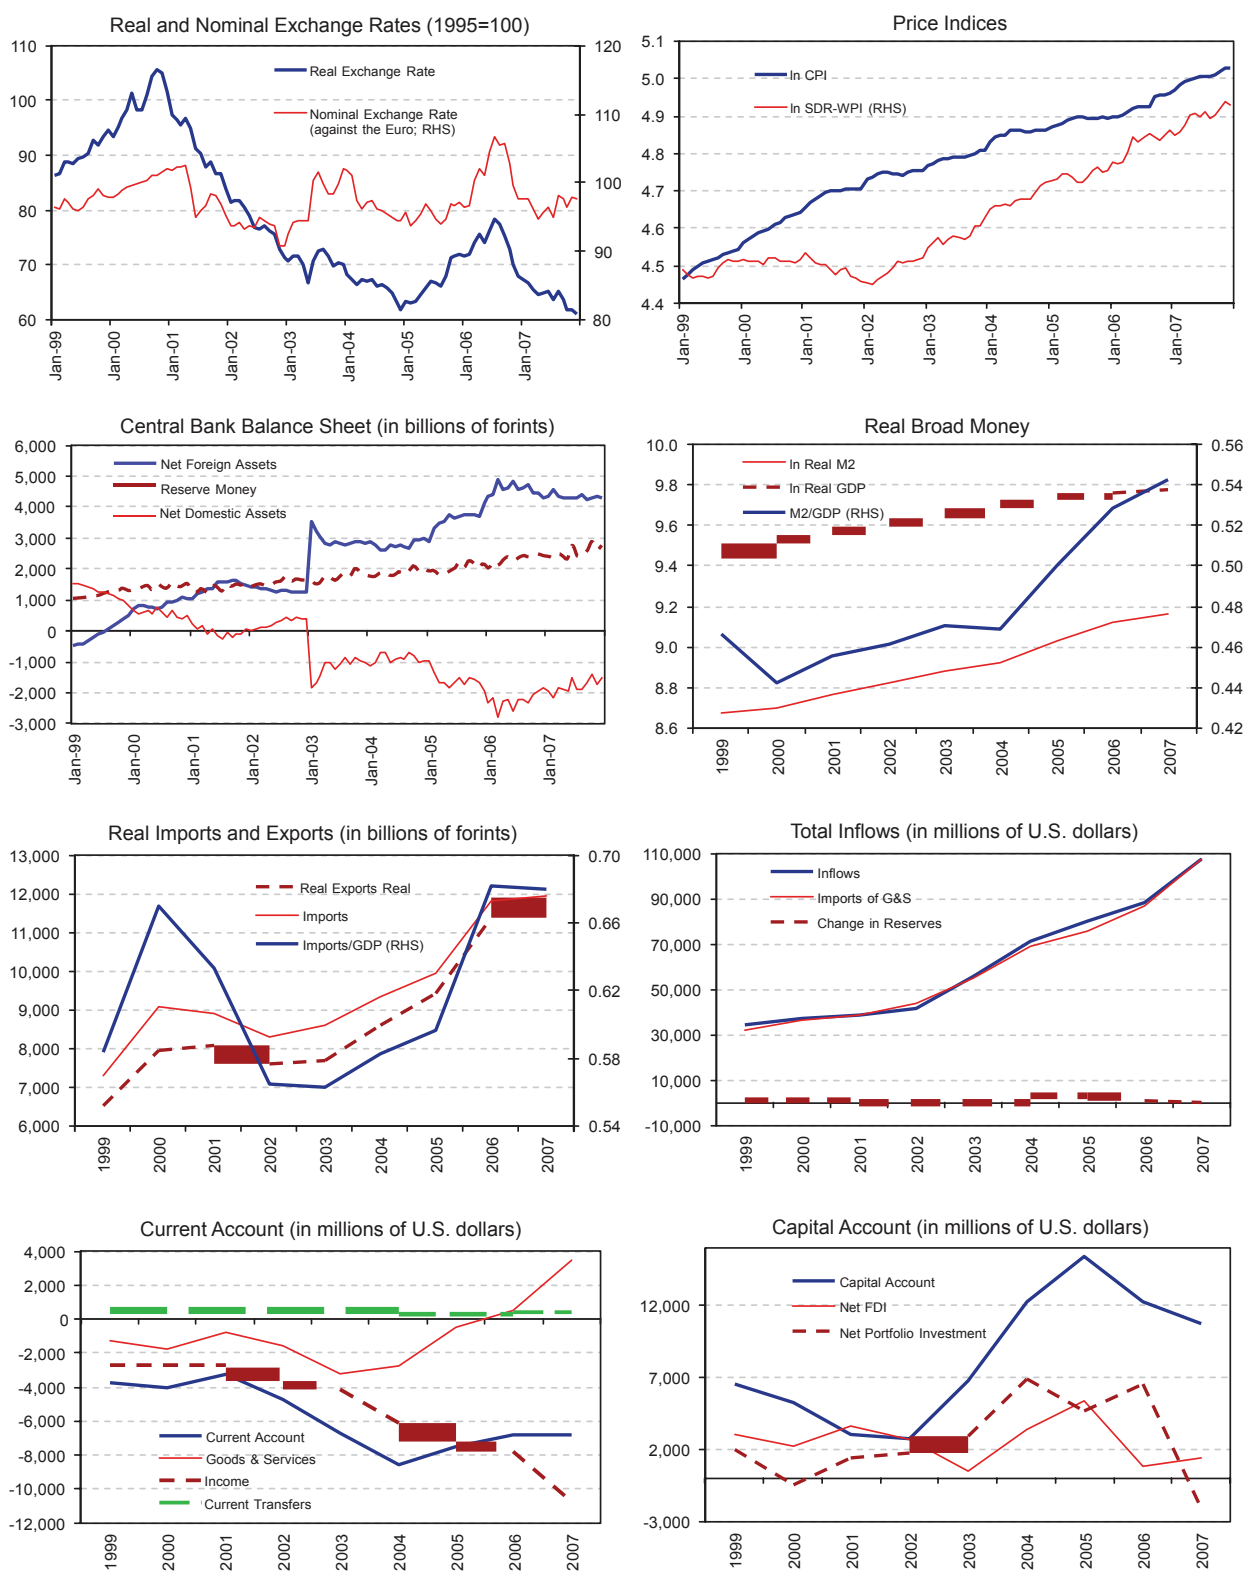 Real and Nominal Exchange Rates (1995=100)
110
100
90
80
70
60
120
110
100
90
80
Real Exchange Rate
Nominal Exchange Rate
(against the Euro; RHS)
Jan-99
Jan-00
Jan-01
Jan-02
Jan-03
Jan-04
Jan-05
Jan-06
Jan-07
Price Indices
5.1
5.0
4.9
4.8
4.7
4.6
4.5
4.4
ln CPI
ln SDR-WPI (RHS)
Jan-99
Jan-00
Jan-01
Jan-02
Jan-03
Jan-04
Jan-05
Jan-06
Jan-07
Central Bank Balance Sheet (in billions of forints)
6,000
5,000
4,000
3,000
2,000
1,000
0
-1,000
-2,000
-3,000
Net Foreign Assets
Reserve Money
Net Domestic Assets
Jan-99
Jan-00
Jan-01
Jan-02
Jan-03
Jan-04
Jan-05
Jan-06
Jan-07
Real Broad Money
10.0
9.8
9.6
9.4
9.2
9.0
8.8
8.6
0.56
0.54
0.52
0.50
0.48
0.46
0.44
0.42
ln Real M2
ln Real GDP
M2/GDP (RHS)
1999
2000
2001
2002
2003
2004
2005
2006
2007
Real Imports and Exports (in billions of forints)
13,000
12,000
11,000
10,000
9,000
8,000
7,000
6,000
0.70
0.66
0.62
0.58
0.54
Real Exports Real
Imports
Imports/GDP (RHS)
1999
2000
2001
2002
2003
2004
2005
2006
2007
Total Inflows (in millions of U.S. dollars)
110,000
90,000
70,000
50,000
30,000
10,000
-10,000
Inflows
Imports of G&S
Change in Reserves
1999
2000
2001
2002
2003
2004
2005
2006
2007
Current Account (in millions of U.S. dollars)
4,000
2,000
0
-2,000
-4,000
-6,000
-8,000
-10,000
-12,000
Current Account
Goods & Services
Income
Current Transfers
1999
2000
2001
2002
2003
2004
2005
2006
2007
Capital Account (in millions of U.S. dollars)
12,000
7,000
2,000
-3,000
Capital Account
Net FDI
Net Portfolio Investment
1999
2000
2001
2002
2003
2004
2005
2006
2007